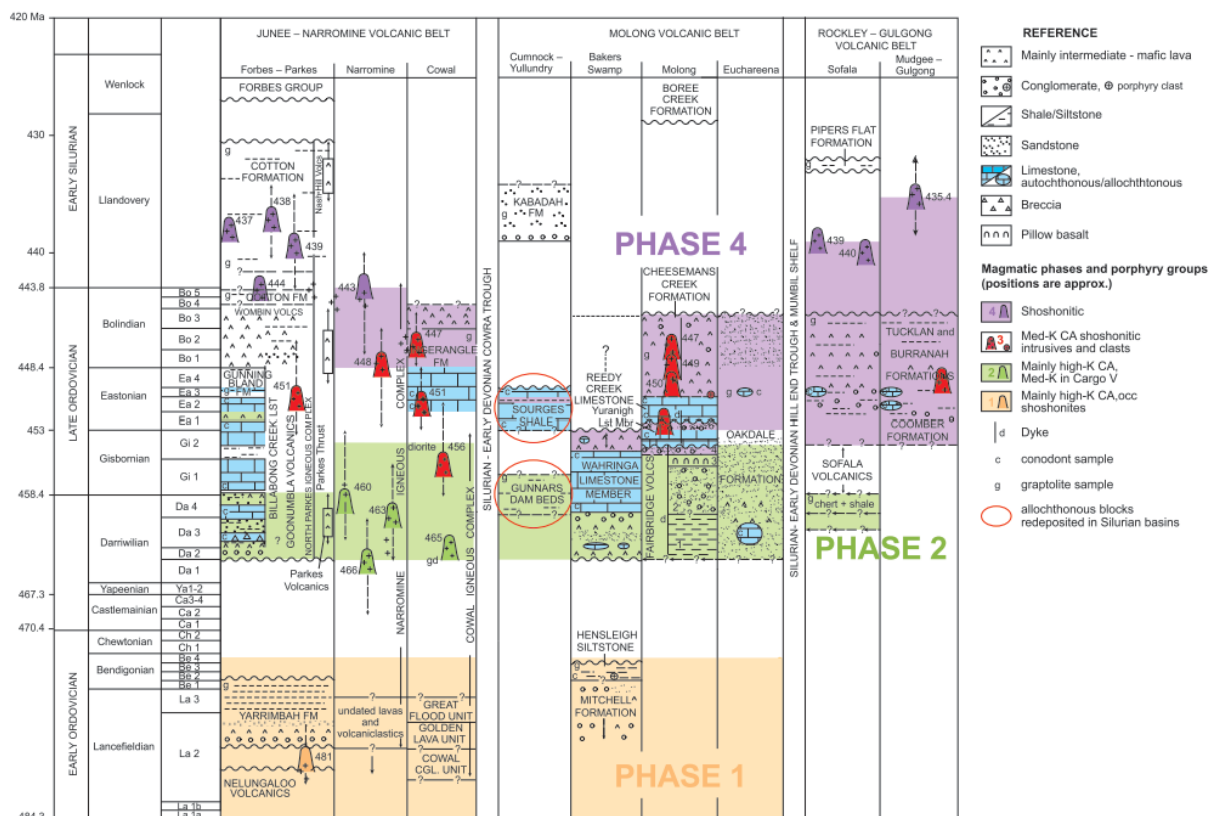 420 Ma
JUNEE - NARROMINE VOLCANIC BELT
MOLONG VOLCANIC BELT
ROCKLEY – GULGONG
VOLCANIC BELT
Forbes – Parkes
Narromine
Cowal
Cumnock –
Yullundry
Bakers
Swamp
Molong
Euchareena
Sofala
Mudgee –
Gulgong
EARLY SILURIAN
LATE ORDOVICIAN
EARLY ORDOVICIAN
430
440
443.8
448.4
453
458.4
467.3
470.4
Wenlock
Llandovery
Bolindian
Eastonian
Gisbornian
Darriwilian
Yapeenian
Castlemainian
Chewtonian
Bendigonian
Lancefieldian
Bo 5
Bo 4
Bo 3
Bo 2
Bo 1
Ea 4
Ea 3
Ea 2
Ea 1
Gi 2
Gi 1
Da 4
Da 3
Da 2
Da 1
Ya1-2
Ca3-4
Ca 2
Ca 1
Ch 2
Ch 1
Be 4
Be 3
Be 2
Be 1
La 3
La 2
La 1b
La 1a
FORBES GROUP
g
COTTON
FORMATION
Nash Hill Volcs
437
438
439
g
?
444
g
WOMBIN VOLCS
GUNNING
BLAND
FM
g
451
BILLABONG CREEK LST
GOONUMBLA VOLCANICS
NORTH PARKES IGNEOUS COMPLEX
Parkes Thrust
c
c
c
c
?
Parkes
Volcanics
g
YARRIMBAH FM
481
NELUNGALOO
VOLCANICS
443
448
460
463
466
NARROMINE
IGNEOUS
COMPLEX
?
undated lavas
and
volcaniclastics
?
447
FM
c
c
451
diorite
456
465
gd
COWAL IGNEOUS COMPLEX
?
GREAT
FLOOD UNIT
GOLDEN
LAVA UNIT
?
COWAL
CGL. UNIT
?
SILURIAN - EARLY DEVONIAN COWRA TROUGH
?
KABADAH
FM
g
c
SOURGES
SHALE
?
g
GUNNARS
DAM BEDS
?
?
REEDY
CREEK
LIMESTONE
Yuranigh
Lst Mbr
c
WAHRINGA
LIMESTONE
MEMBER
c
HENSLEIGH
SILTSTONE
g
c
MITCHELL
FORMATION
BOREE
CREEK
FORMATION
PHASE 4
CHEESEMANS
CREEK
FORMATION
g
447
449
450
d
c
FAIRBRIDGE VOLCS
3
2
d
1
?
c
OAKDALE
FORMATION
c
PHASE 1
SILURIAN- EARLY DEVONIAN HILL END TROUGH & MUMBIL SHELF
PIPERS FLAT
FORMATION
g
439
440
435.4
?
g
TUCKLAN and
BURRANAH
FORMATIONS
COOMBER
FORMATION
?
SOFALA
VOLCANICS
g
chert + shale
?
PHASE 2
REFERENCE
Mainly intermediate - mafic lava
Conglomerate, porphyry clast
Shale/Siltstone
Sandstone
Limestone,
autochthonous/allochthtonous
Breccia
Pillow basalt
Magmatic phases and porphyry groups
(positions are approx.)
4 Shoshonitic
3 Med-K CA shoshonitic
intrusives and clasts
2 Mainly high-K CA,
Med-K in Cargo V
1 Mainly high-K CA,occ
shoshonites
d Dyke
c conodont sample
g graptolite sample
allochthonous blocks
redeposited in Silurian basins